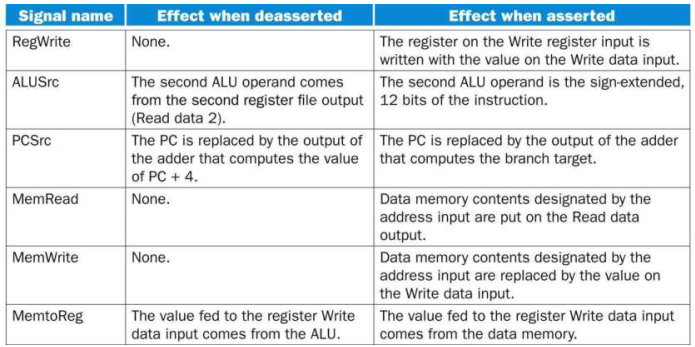 Signal name Effect when deasserted Effect when asserted
RegWrite None. The register on the Write register input is
written with the value on the Write data input.
ALUSrc The second ALU operand comes The second ALU operand is the sign-extended,
from the second register file output 12 bits of the instruction.
(Read data 2).
PCSrc The PC is replaced by the output of The PC is replaced by the output of the adder
the adder that computes the value that computes the branch target.
of PC + 4.
MemRead None. Data memory contents designated by the
address input are put on the Read data
output.
MemWrite None. Data memory contents designated by the
address input are replaced by the value on
the Write data input.
MemtoReg The value fed to the register Write The value fed to the register Write data input
data input comes from the ALU. comes from the data memory.